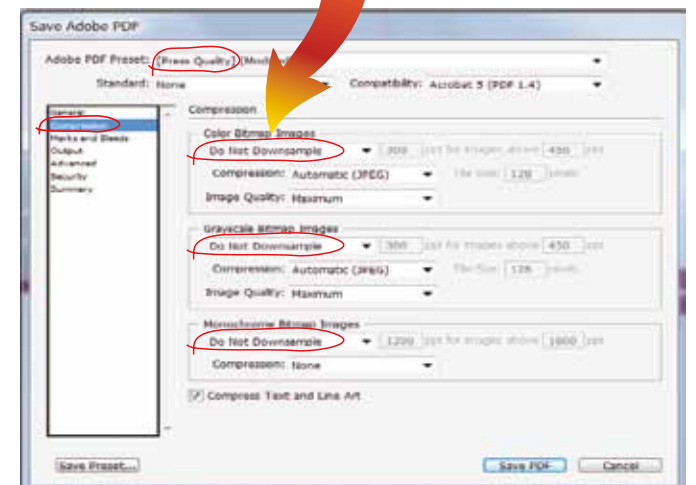 Save Adobe PDF
Adobe PDF Preset: [Press Quality] (Mod
Standard: None Compatibility: Acrobat 5 (PDF 1.4)
General
Compression
Marks and Bleeds
Output
Advanced
Security
Summary
Compression
Color Bitmap Images
Do Not Downsample 300 ppi for images above 450 ppi
Compression: Automatic (JPEG) Tile Size: 128 pixels
Image Quality: Maximum
Grayscale Bitmap Images
Do Not Downsample 300 ppi for images above 450 ppi
Compression: Automatic (JPEG) Tile Size: 128 pixels
Image Quality: Maximum
Monochrome Bitmap Images
Do Not Downsample 1200 ppi for images above 1800 ppi
Compression: None
Compress Text and Line Art
Save Preset... Save PDF Cancel